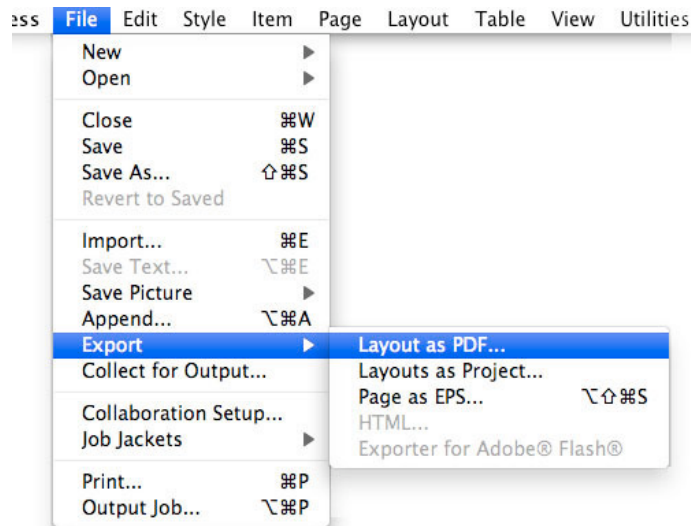 ess File Edit Style Item Page Layout Table View Utilities
New
Open
Close ⌘W
Save ⌘S
Save As... ⇧⌘S
Revert to Saved
Import... ⌘E
Save Text... ⌥⌘E
Save Picture
Append... ⌥⌘A
Export
Layout as PDF...
Collect for Output...
Layouts as Project...
Page as EPS... ⌥⇧⌘S
Collaboration Setup...
HTML...
Job Jackets
Exporter for Adobe® Flash®
Print... ⌘P
Output Job... ⌥⌘P